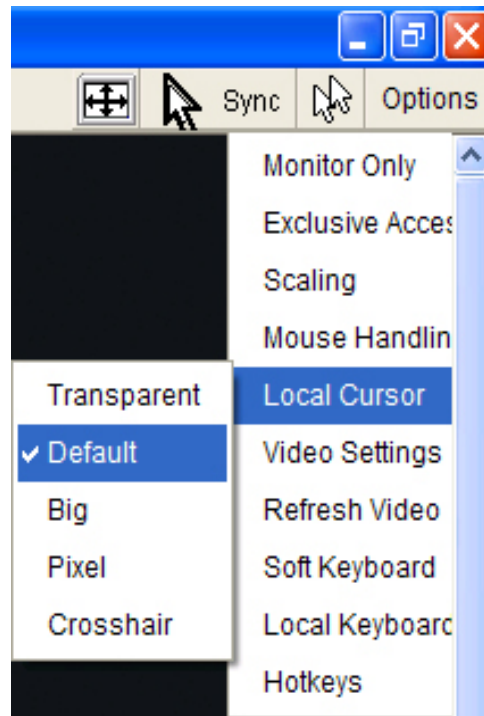 Sync
Options
Monitor Only
Exclusive Acces
Scaling
Mouse Handlin
Local Cursor
Video Settings
Refresh Video
Soft Keyboard
Local Keyboard
Hotkeys
Transparent
Default
Big
Pixel
Crosshair